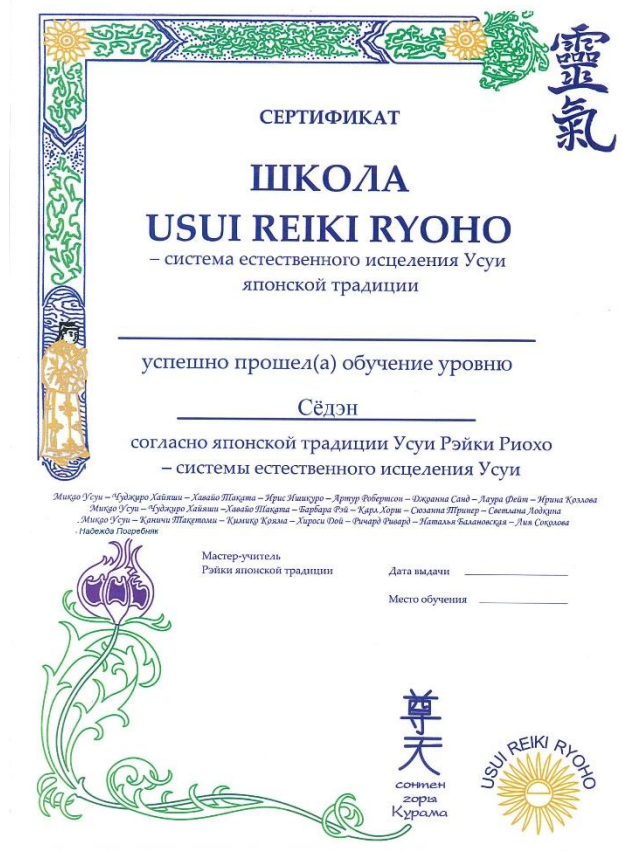 靈氣
СЕРТИФИКАТ
ШКОЛА
USUI REIKI RYOHO
– система естественного исцеления Усуи
японской традиции
успешно прошел(а) обучение уровню
Сёдэн
согласно японской традиции Усуи Рэйки Риохо
– системы естественного исцеления Усуи
Микао Усуи – Чуджиро Хайяши – Хавайо Таката – Ирис Ишикуро – Артур Робертсон – Джоанна Саид – Лаура Фейт – Ирина Козлова
Микао Усуи – Чуджиро Хайяши –Хавайо Таката – Барбара Рэй – Карл Хорш – Сюзанна Тринер – Светлана Лодкина
Микао Усуи – Каничи Такетоми – Кимико Кояма – Хироси Дой – Ричард Ривард – Наталья Балановская – Лия Соколова
- Надежда Погребняк
Мастер-учитель
Рэйки японской традиции
Дата выдачи
Место обучения
尊天
сонтен
горы
Курама
USUI REIKI RYOHO